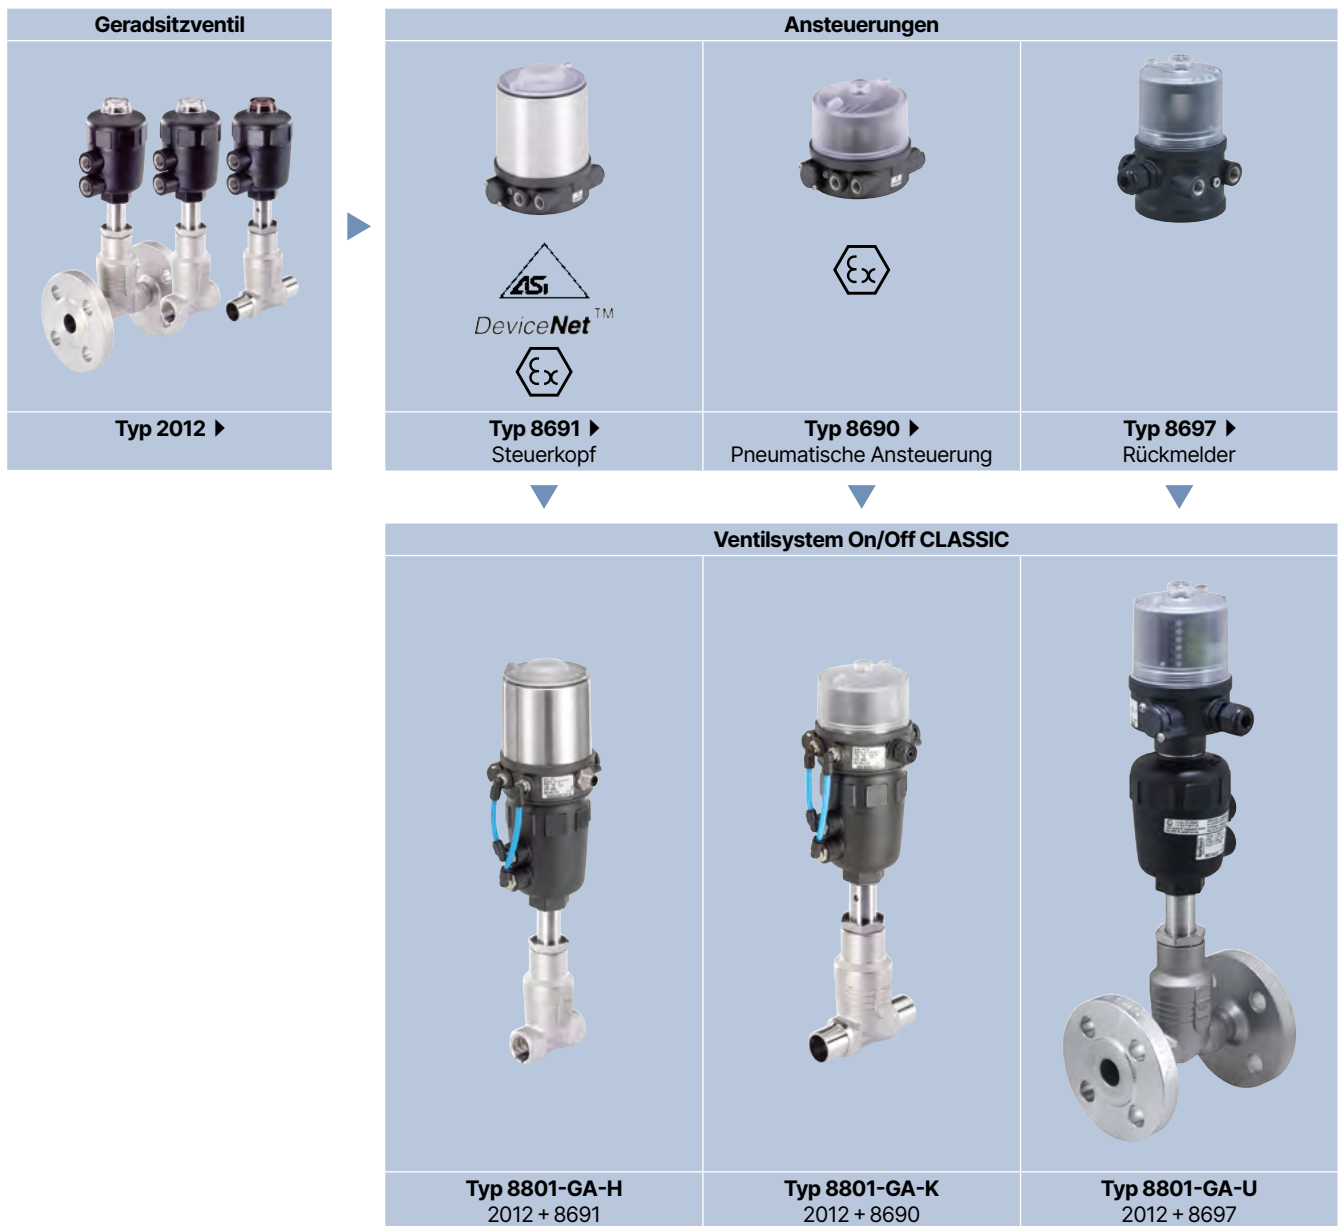 Geradsitzventil
Typ 2012
Ansteuerungen
ASi
DeviceNet™
Ex
Typ 8691
Steuerkopf
Ex
Typ 8690
Pneumatische Ansteuerung
Typ 8697
Rückmelder
Ventilsystem On/Off CLASSIC
Typ 8801-GA-H
2012 + 8691
Typ 8801-GA-K
2012 + 8690
Typ 8801-GA-U
2012 + 8697